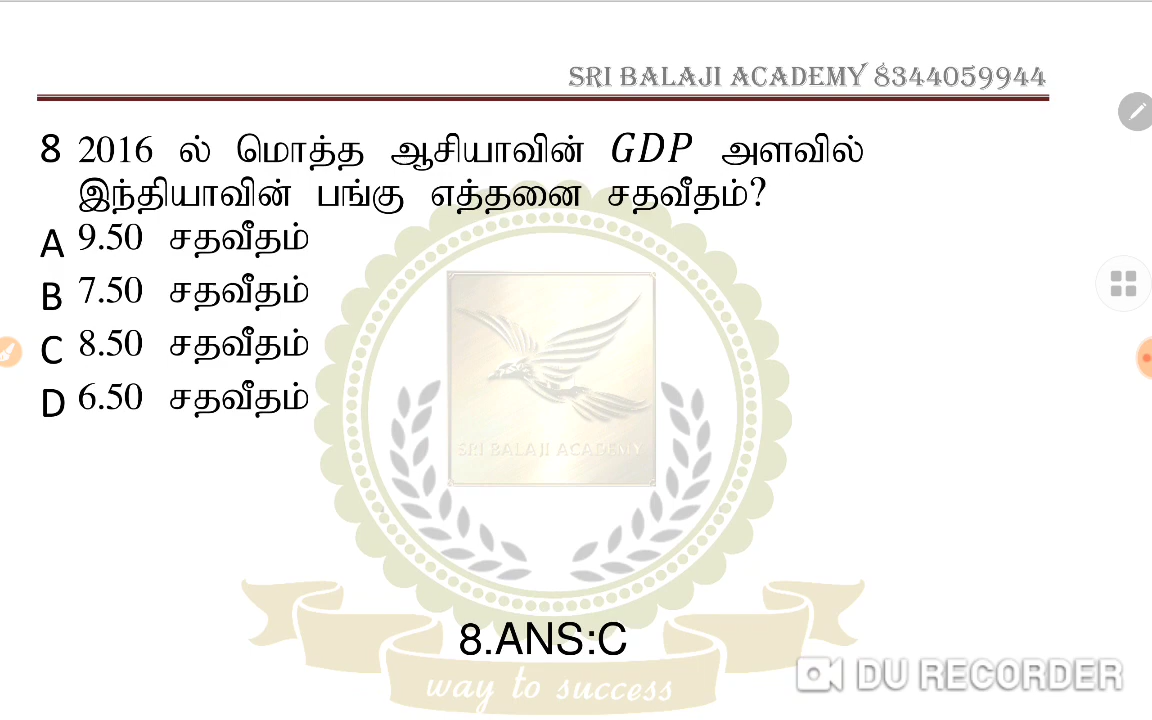 SRI BALAJI ACADEMY 8344059944
8 2016 ல் மொத்த ஆசியாவின் GDP அளவில்
இந்தியாவின் பங்கு எத்தனை சதவீதம்?
A 9.50 சதவீதம்
B 7.50 சதவீதம்
C 8.50 சதவீதம்
D 6.50 சதவீதம்
SRI BALAJI ACADEMY
8.ANS:C
way to success
DU RECORDER